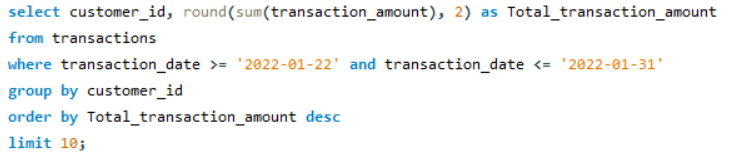 select customer_id, round(sum(transaction_amount), 2) as Total_transaction_amount
from transactions
where transaction_date >= '2022-01-22' and transaction_date <= '2022-01-31'
group by customer_id
order by Total_transaction_amount desc
limit 10;